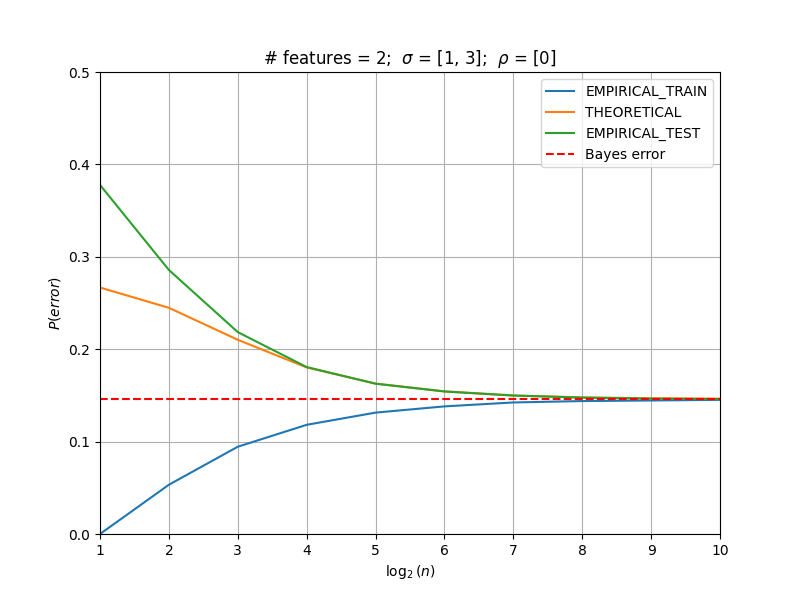 # features = 2; σ = [1, 3]; ρ = [0]
0.5
0.4
0.3
0.2
0.1
0.0
P(error)
EMPIRICAL_TRAIN
THEORETICAL
EMPIRICAL_TEST
Bayes error
1 2 3 4 5 6 7 8 9 10
log₂(n)